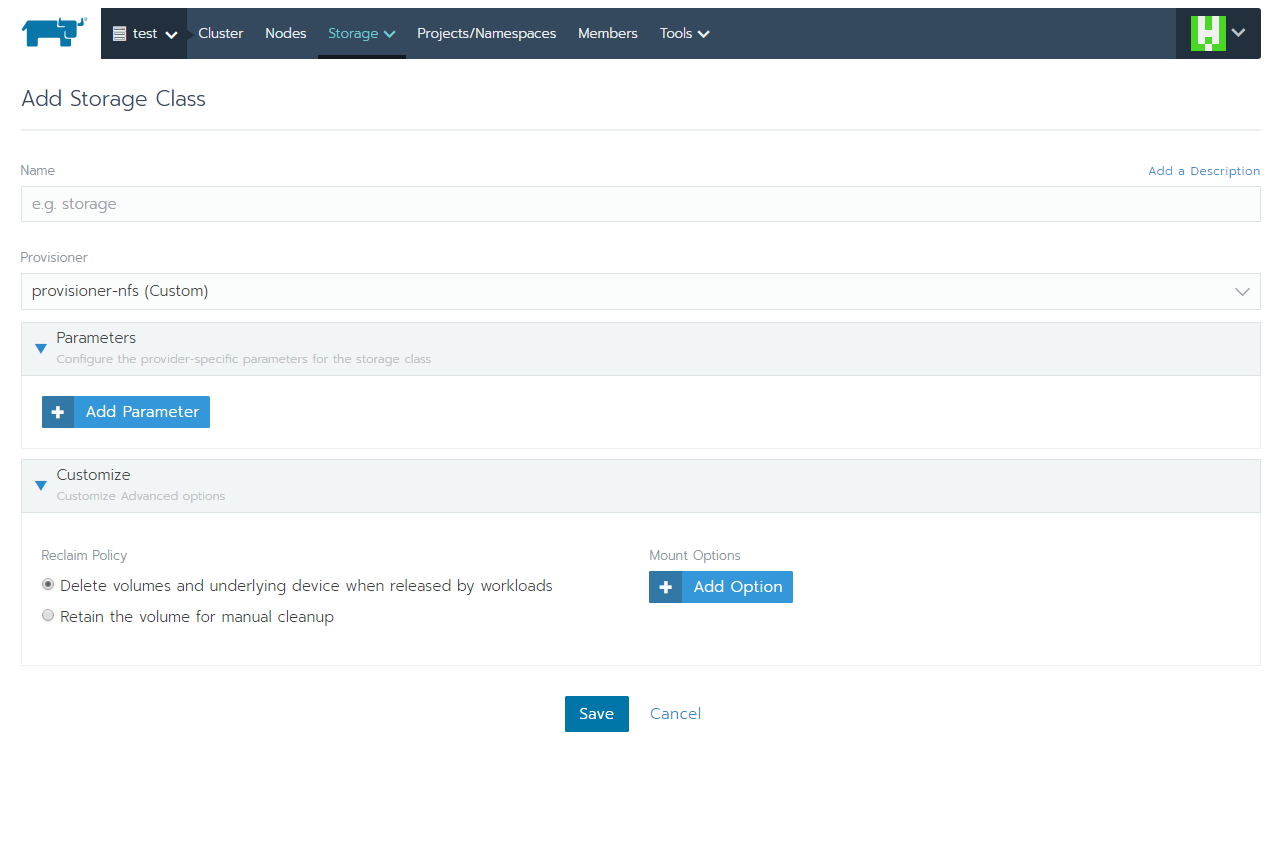 test Cluster Nodes Storage Projects/Namespaces Members Tools
Add Storage Class
Name Add a Description
e.g. storage
Provisioner
provisioner-nfs (Custom)
Parameters
Configure the provider-specific parameters for the storage class
+ Add Parameter
Customize
Customize Advanced options
Reclaim Policy Mount Options
Delete volumes and underlying device when released by workloads + Add Option
Retain the volume for manual cleanup
Save Cancel